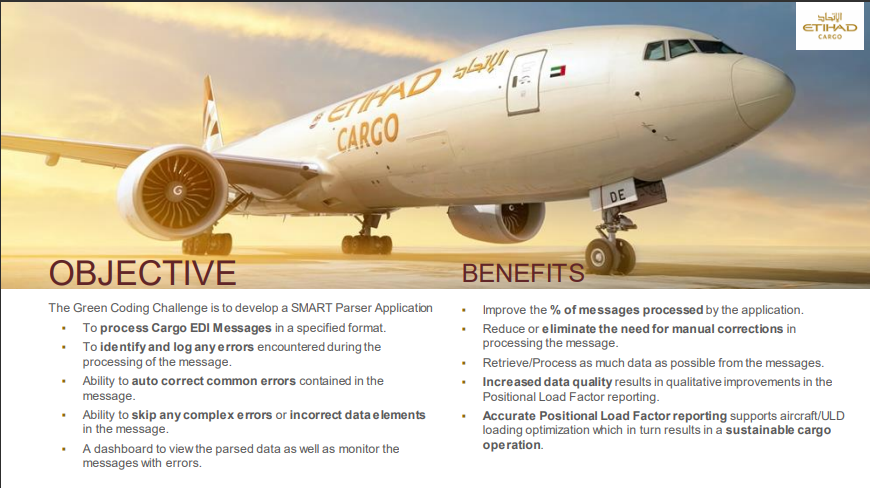 الإتحاد
ETIHAD
CARGO
ETIHAD الإتحاد
CARGO
DE
OBJECTIVE
The Green Coding Challenge is to develop a SMART Parser Application
• To process Cargo EDI Messages in a specified format.
• To identify and log any errors encountered during the
processing of the message.
• Ability to auto correct common errors contained in the
message.
• Ability to skip any complex errors or incorrect data elements
in the message.
• A dashboard to view the parsed data as well as monitor the
messages with errors.
BENEFITS
• Improve the % of messages processed by the application.
• Reduce or eliminate the need for manual corrections in
processing the message.
• Retrieve/Process as much data as possible from the messages.
• Increased data quality results in qualitative improvements in the
Positional Load Factor reporting.
• Accurate Positional Load Factor reporting supports aircraft/ULD
loading optimization which in turn results in a sustainable cargo
operation.